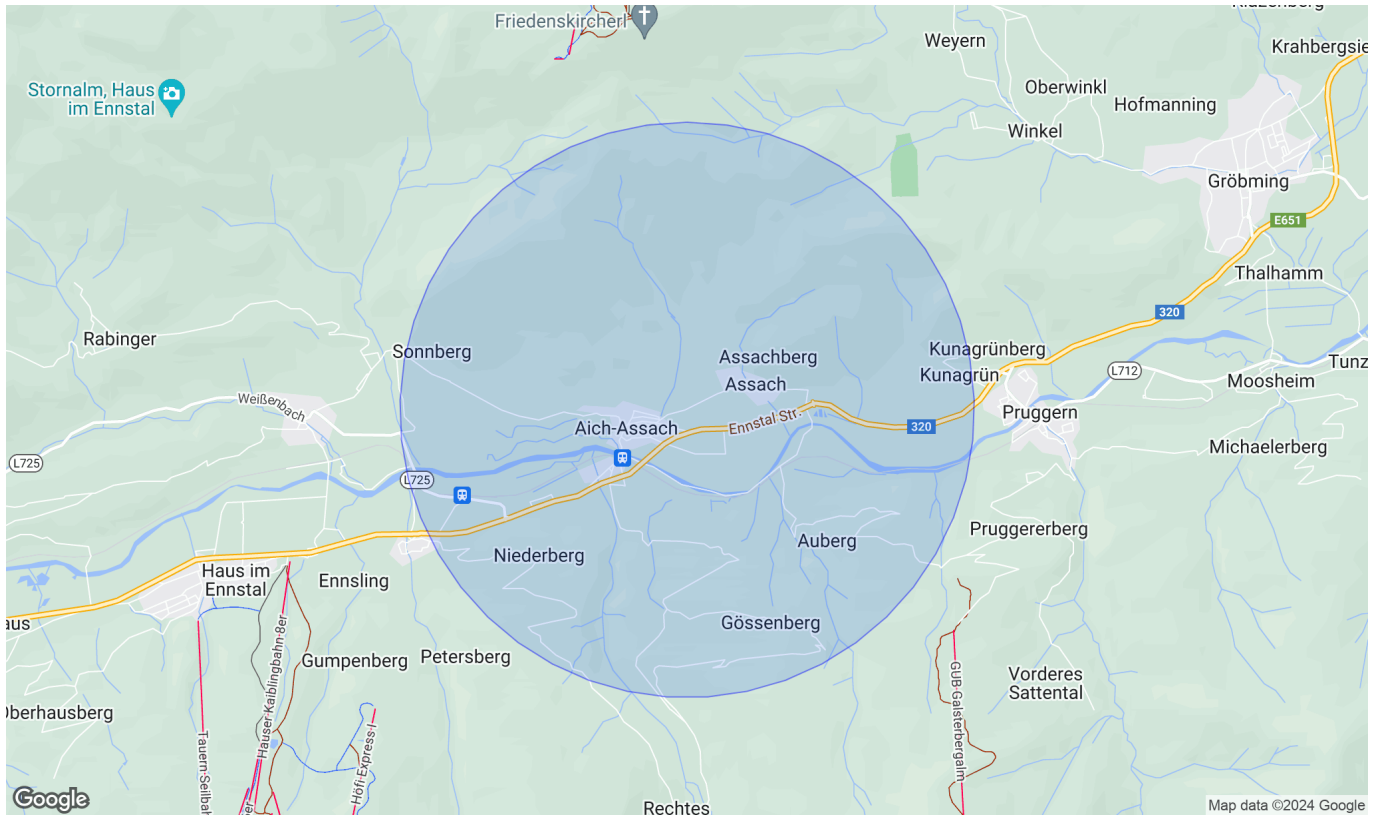 Friedenskircherl
Weyern
Krahbergsie
Stornalm, Haus
im Ennstal
Oberwinkl
Hofmanning
Winkel
Gröbming
E651
Thalhamm
320
Rabinger
Sonnberg
Assachberg
Kunagrünberg
Assach
Kunagrün
L712
Tunz
Moosheim
Weißenbach
Aich-Assach
Ennstal Str.
320
Pruggern
Michaelerberg
L725
L725
Pruggererberg
Auberg
Niederberg
Haus im
Ennstal
Ennsling
aus
Gössenberg
Gumpenberg
Petersberg
Vorderes
Sattental
Oberhausberg
Tauern Seilbah
Hauser Kaiblingbahn 8er
Höfi-Express I
GUB Galsterbergalm
Rechtes
Google
Map data ©2024 Google